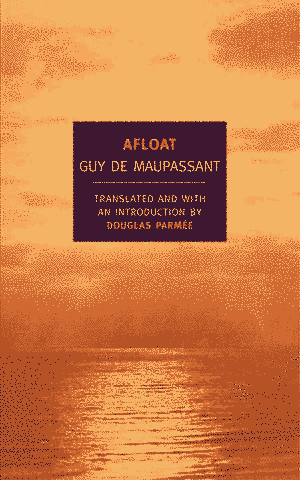 AFLOAT
GUY DE MAUPASSANT
TRANSLATED AND WITH
AN INTRODUCTION BY
DOUGLAS PARMÉE